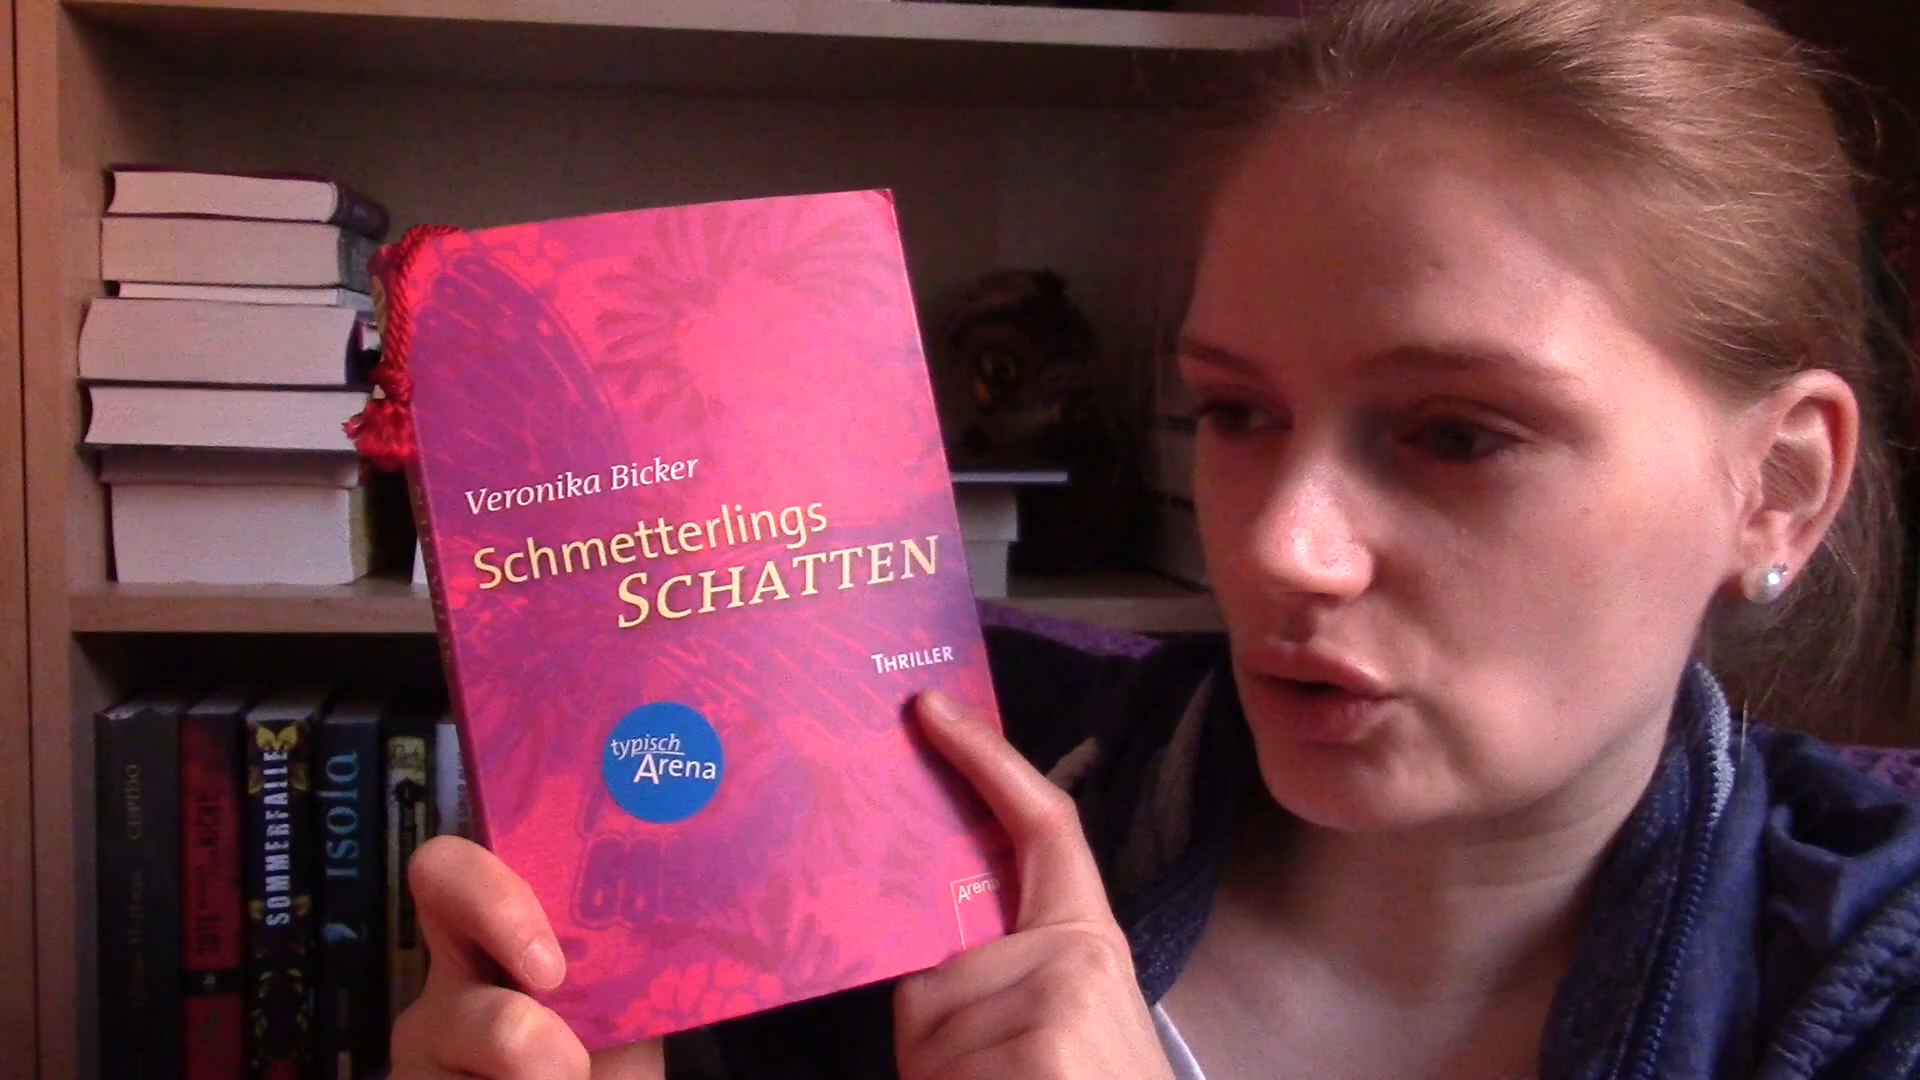 Veronika Bicker
Schmetterlings
SCHATTEN
THRILLER
typisch
Arena
Arena
CUPIDO
SOMMERFALLE
Isola